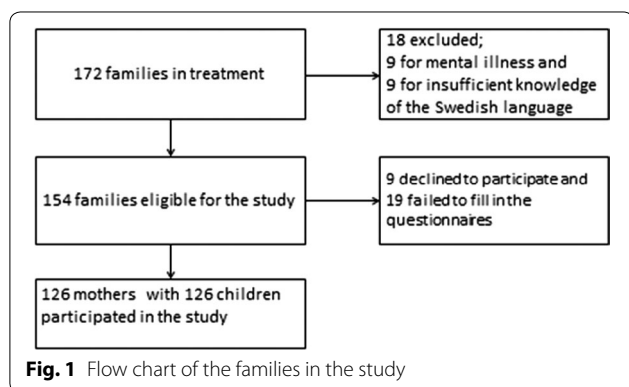 172 families in treatment
18 excluded;
9 for mental illness and
9 for insufficient knowledge
of the Swedish language
154 families eligible for the study
9 declined to participate and
19 failed to fill in the
questionnaires
126 mothers with 126 children
participated in the study
Fig. 1 Flow chart of the families in the study